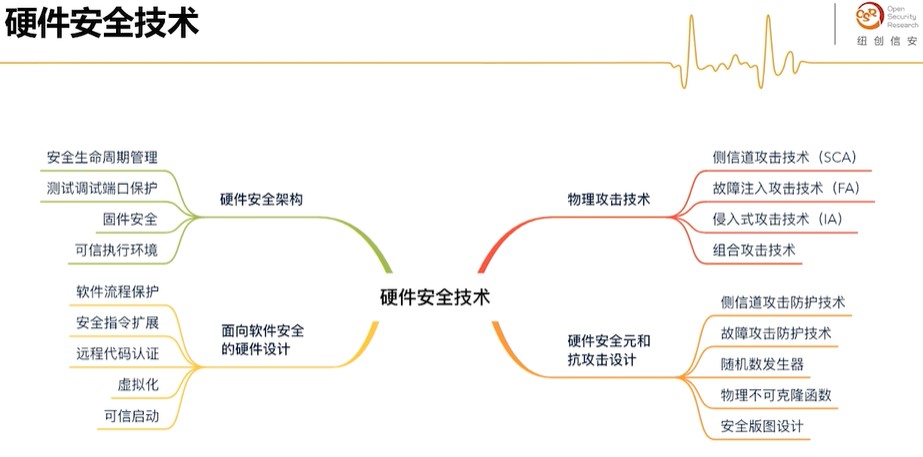 硬件安全技术
OSR
Open
Security
Research
纽创信安
安全生命周期管理
测试调试端口保护
固件安全
可信执行环境
硬件安全架构
软件流程保护
安全指令扩展
远程代码认证
虚拟化
可信启动
面向软件安全
的硬件设计
硬件安全技术
物理攻击技术
侧信道攻击技术（SCA）
故障注入攻击技术（FA）
侵入式攻击技术（IA）
组合攻击技术
硬件安全元和
抗攻击设计
侧信道攻击防护技术
故障攻击防护技术
随机数发生器
物理不可克隆函数
安全版图设计